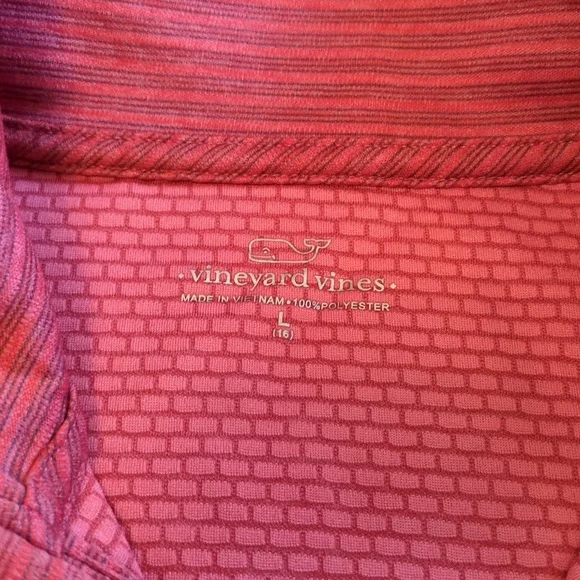 • vineyard vines •
MADE IN VIETNAM • 100% POLYESTER
L
(16)